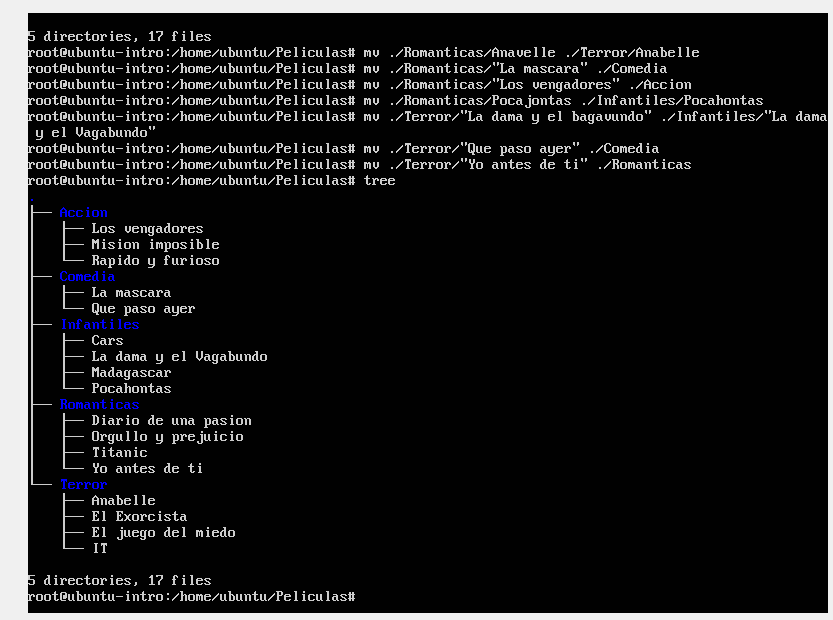 5 directories, 17 files
root@ubuntu-intro:/home/ubuntu/Peliculas# mv ./Romanticas/Anavelle ./Terror/Anabelle
root@ubuntu-intro:/home/ubuntu/Peliculas# mv ./Romanticas/"La mascara" ./Comedia
root@ubuntu-intro:/home/ubuntu/Peliculas# mv ./Romanticas/"Los vengadores" ./Accion
root@ubuntu-intro:/home/ubuntu/Peliculas# mv ./Romanticas/Pocajontas ./Infantiles/Pocahontas
root@ubuntu-intro:/home/ubuntu/Peliculas# mv ./Terror/"La dama y el bagavundo" ./Infantiles/"La dama
 y el Vagabundo"
root@ubuntu-intro:/home/ubuntu/Peliculas# mv ./Terror/"Que paso ayer" ./Comedia
root@ubuntu-intro:/home/ubuntu/Peliculas# mv ./Terror/"Yo antes de ti" ./Romanticas
root@ubuntu-intro:/home/ubuntu/Peliculas# tree
.
├── Accion
│   ├── Los vengadores
│   ├── Mision imposible
│   └── Rapido y furioso
├── Comedia
│   ├── La mascara
│   └── Que paso ayer
├── Infantiles
│   ├── Cars
│   ├── La dama y el Vagabundo
│   ├── Madagascar
│   └── Pocahontas
├── Romanticas
│   ├── Diario de una pasion
│   ├── Orgullo y prejuicio
│   ├── Titanic
│   └── Yo antes de ti
└── Terror
    ├── Anabelle
    ├── El Exorcista
    ├── El juego del miedo
    └── IT
5 directories, 17 files
root@ubuntu-intro:/home/ubuntu/Peliculas#